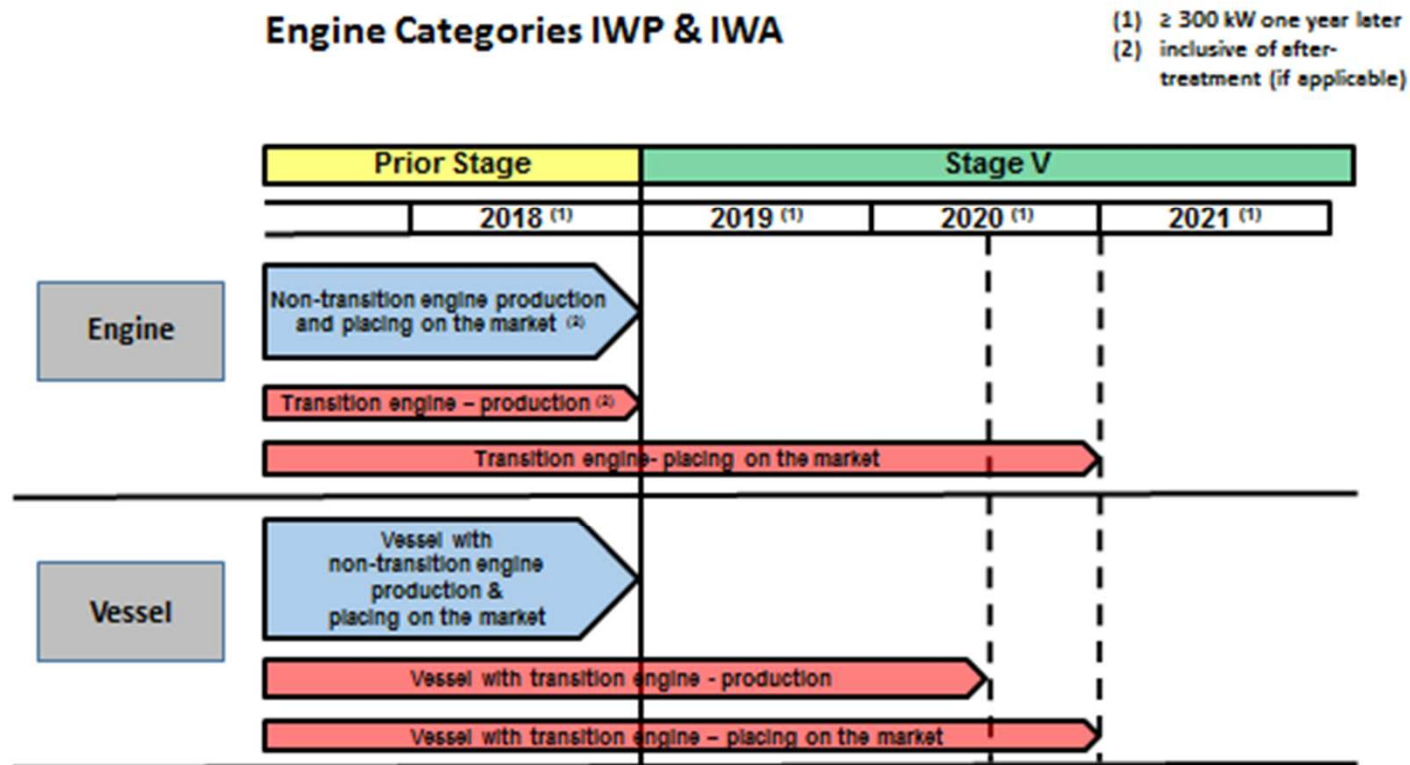 Engine Categories IWP & IWA
(1) ≥ 300 kW one year later
(2) inclusive of after-
treatment (if applicable)
Prior Stage
Stage V
2018 (1)
2019 (1)
2020 (1)
2021 (1)
Engine
Non-transition engine production
and placing on the market (2)
Transition engine – production (2)
Transition engine- placing on the market
Vessel
Vessel with
non-transition engine
production &
placing on the market
Vessel with transition engine - production
Vessel with transition engine – placing on the market